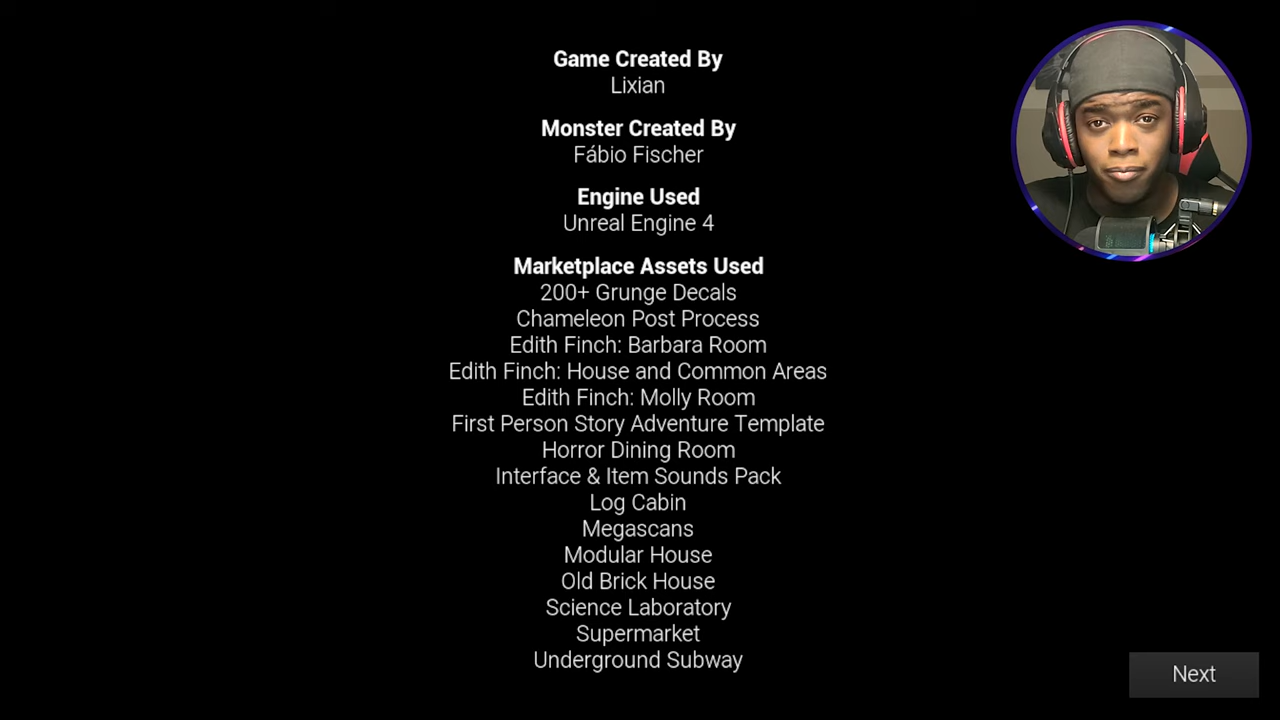 Game Created By
Lixian
Monster Created By
Fábio Fischer
Engine Used
Unreal Engine 4
Marketplace Assets Used
200+ Grunge Decals
Chameleon Post Process
Edith Finch: Barbara Room
Edith Finch: House and Common Areas
Edith Finch: Molly Room
First Person Story Adventure Template
Horror Dining Room
Interface & Item Sounds Pack
Log Cabin
Megascans
Modular House
Old Brick House
Science Laboratory
Supermarket
Underground Subway
Next